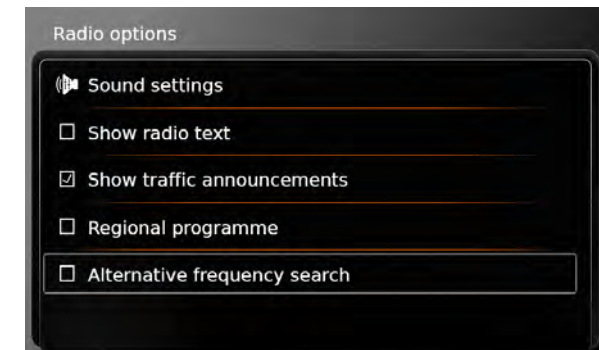 Radio options
Sound settings
Show radio text
Show traffic announcements
Regional programme
Alternative frequency search